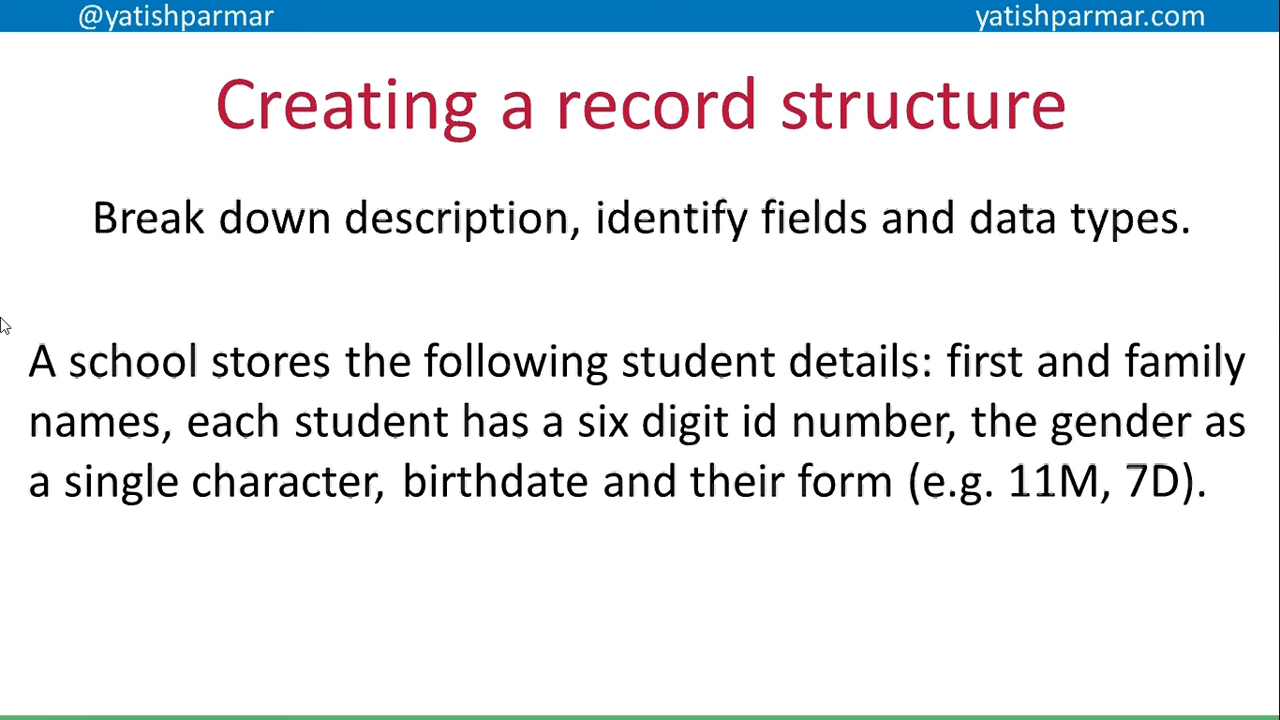 @yatishparmar
yatishparmar.com
Creating a record structure
Break down description, identify fields and data types.
A school stores the following student details: first and family
names, each student has a six digit id number, the gender as
a single character, birthdate and their form (e.g. 11M, 7D).